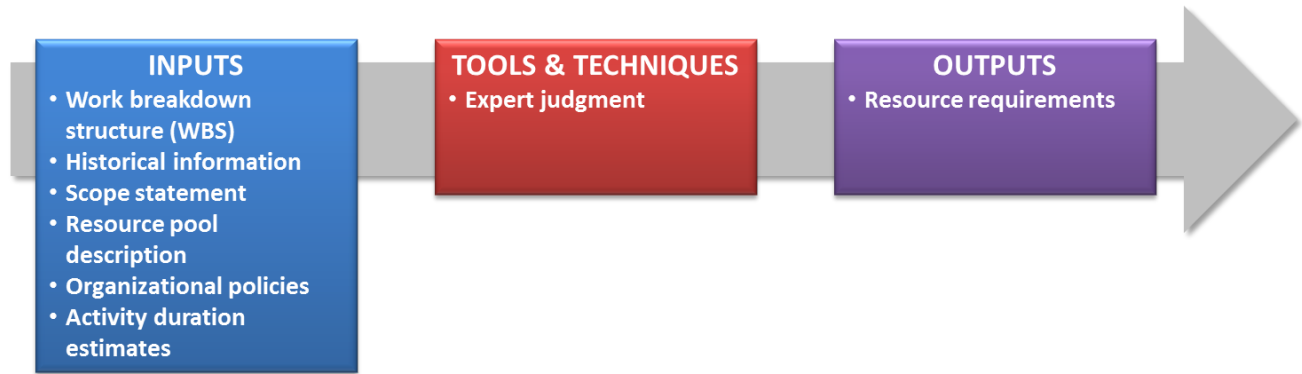 INPUTS
• Work breakdown
structure (WBS)
• Historical information
• Scope statement
• Resource pool
description
• Organizational policies
• Activity duration
estimates
TOOLS & TECHNIQUES
• Expert judgment
OUTPUTS
• Resource requirements